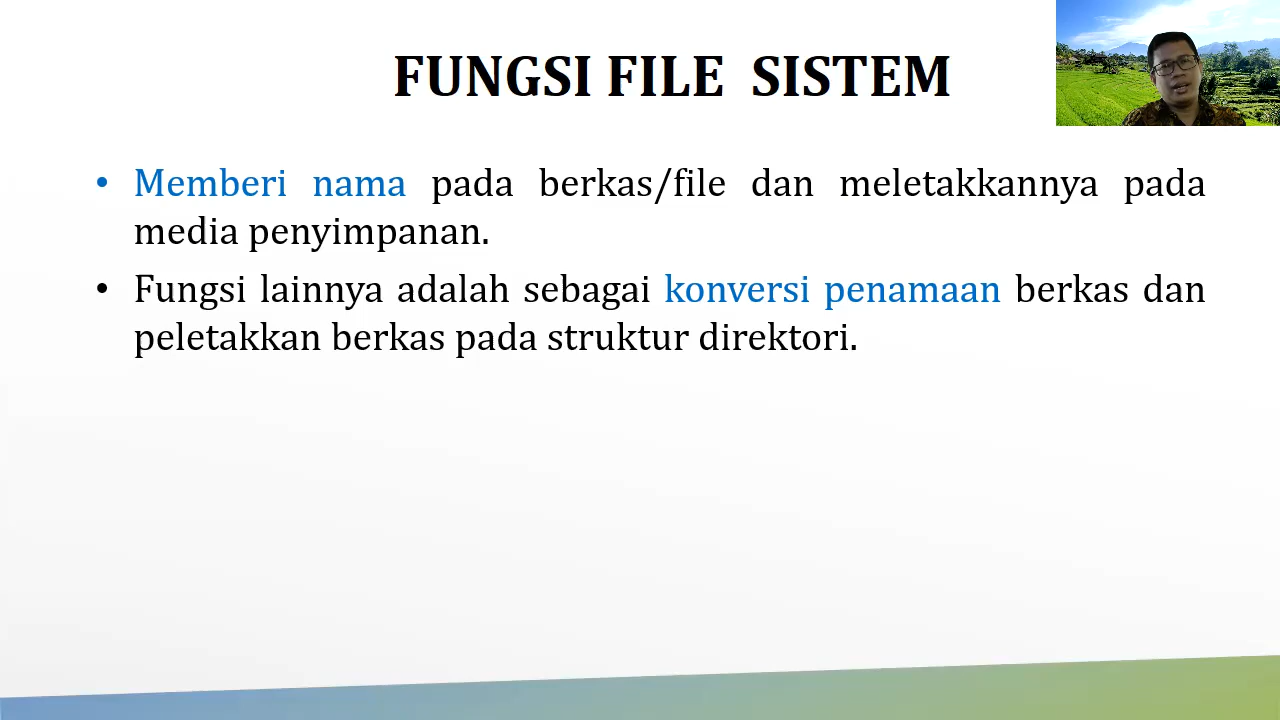 FUNGSI FILE SISTEM
• Memberi nama pada berkas/file dan meletakkannya pada
media penyimpanan.
• Fungsi lainnya adalah sebagai konversi penamaan berkas dan
peletakkan berkas pada struktur direktori.